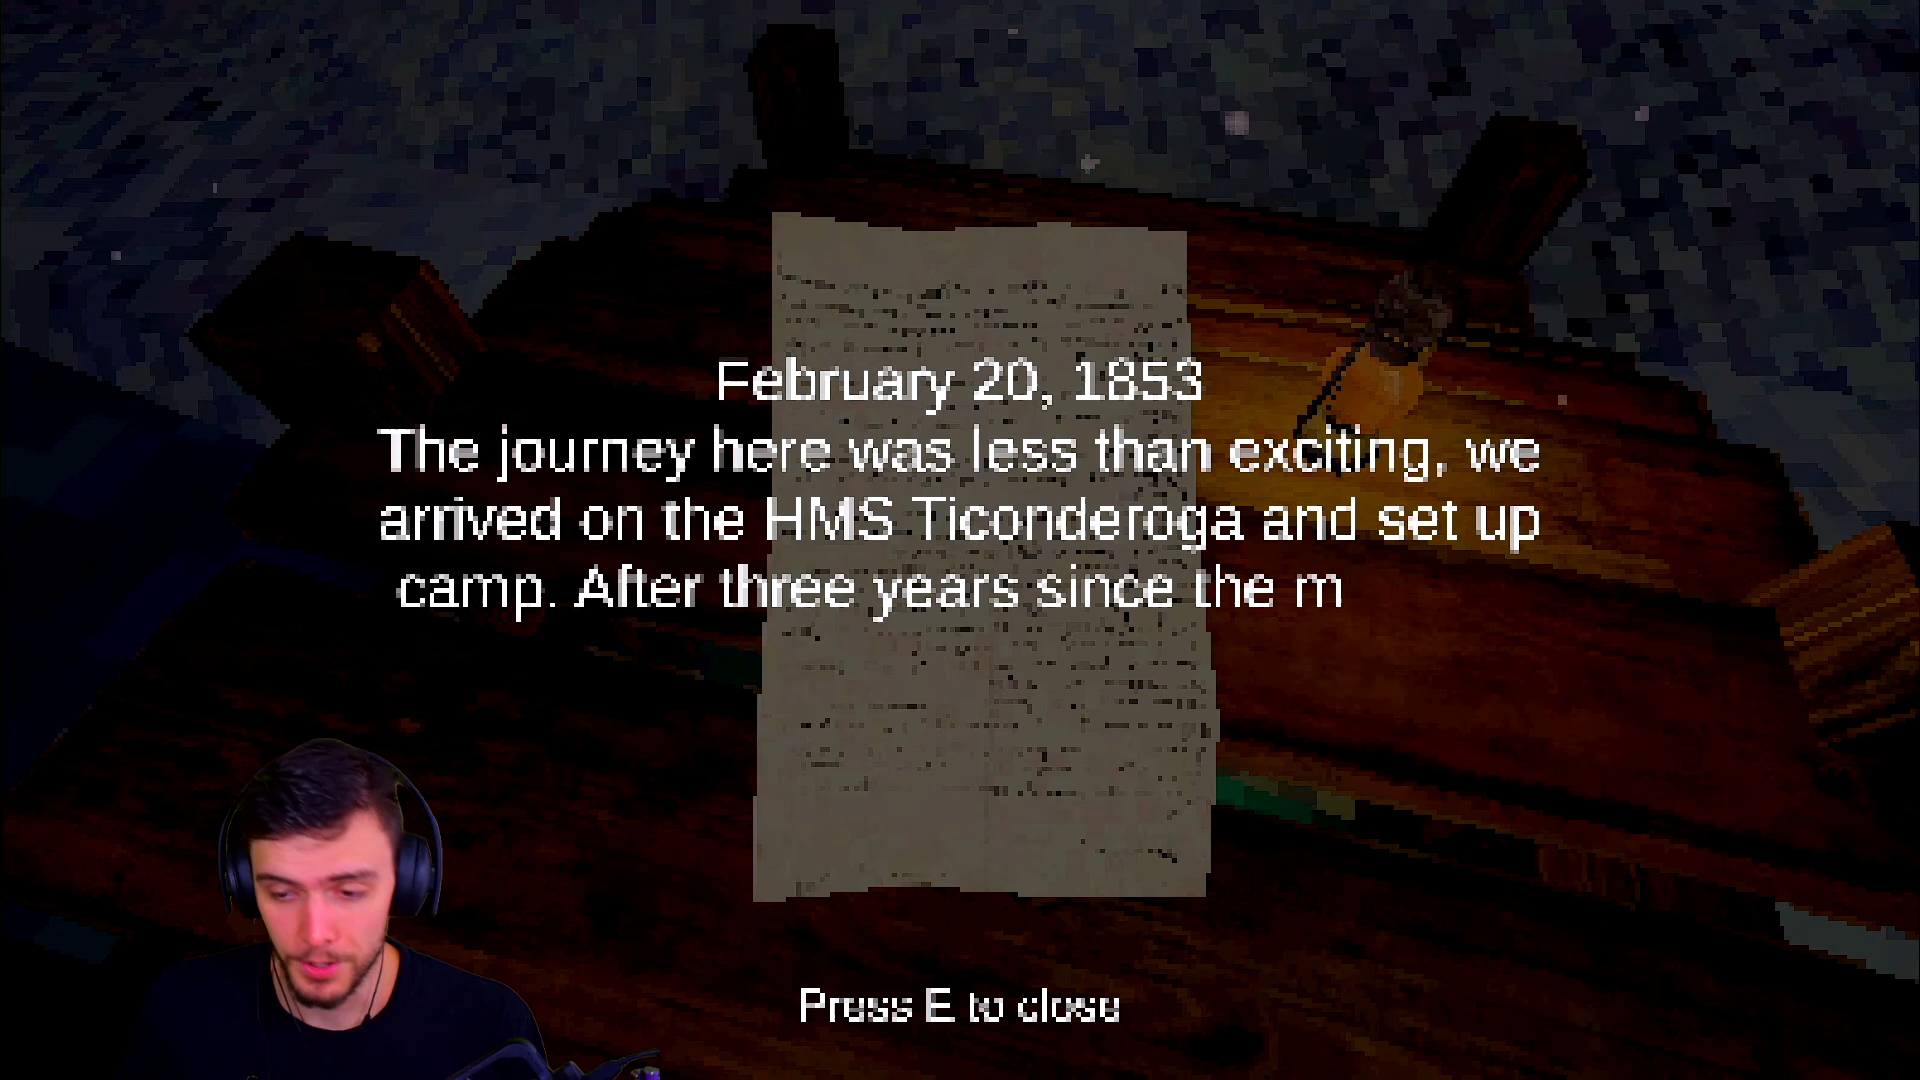 February 20, 1853
The journey here was less than exciting, we
arrived on the HMS Ticonderoga and set up
camp. After three years since the m
Press E to close